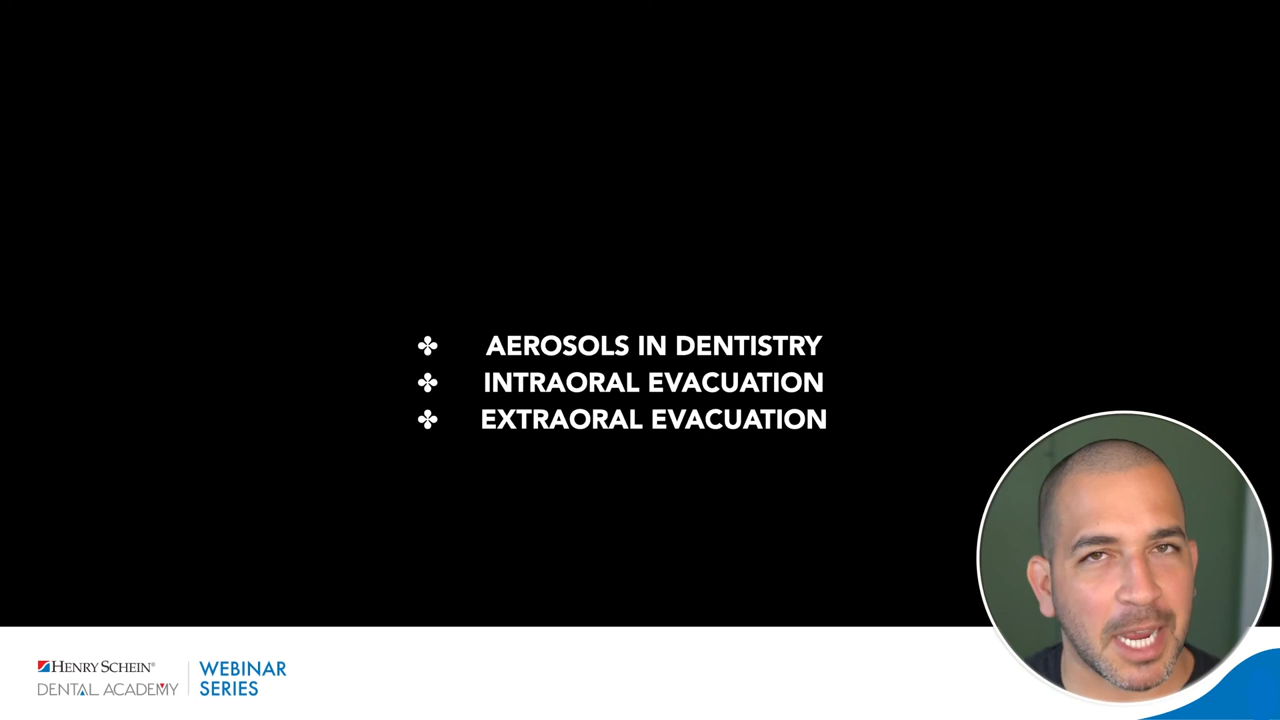 ✤ AEROSOLS IN DENTISTRY
✤ INTRAORAL EVACUATION
✤ EXTRAORAL EVACUATION
HENRY SCHEIN®
DENTAL ACADEMY
WEBINAR
SERIES